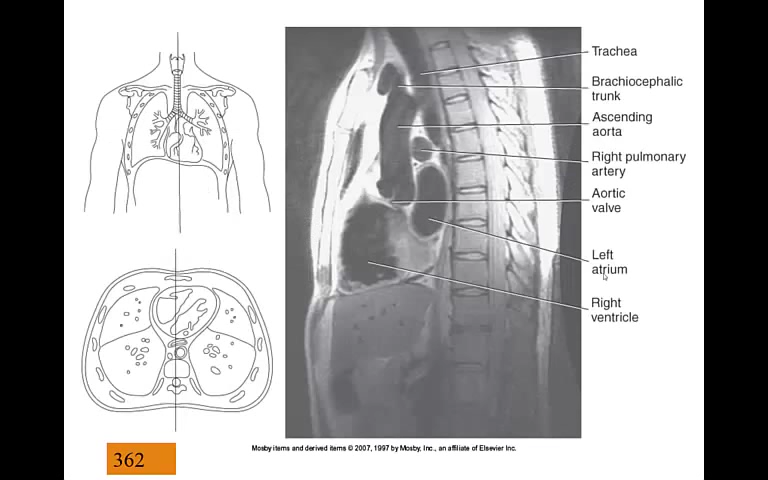 Trachea
Brachiocephalic
trunk
Ascending
aorta
Right pulmonary
artery
Aortic
valve
Left
atrium
Right
ventricle
Mosby items and derived items © 2007, 1997 by Mosby, Inc., an affiliate of Elsevier Inc.
362